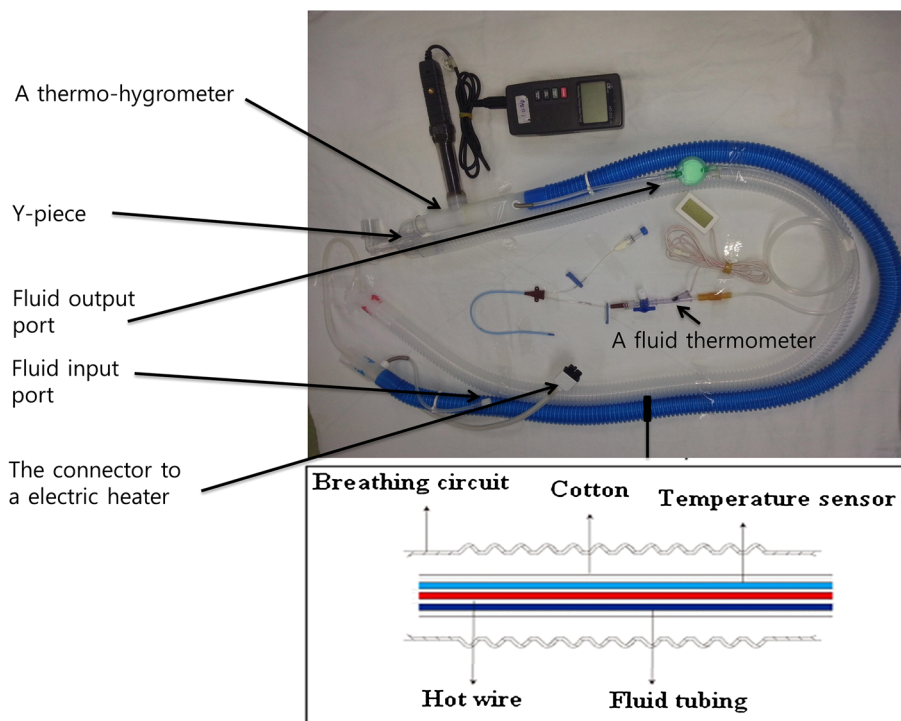 A thermo-hygrometer
Y-piece
Fluid output
port
A fluid thermometer
Fluid input
port
The connector to
a electric heater
Breathing circuit
Cotton
Temperature sensor
Hot wire
Fluid tubing